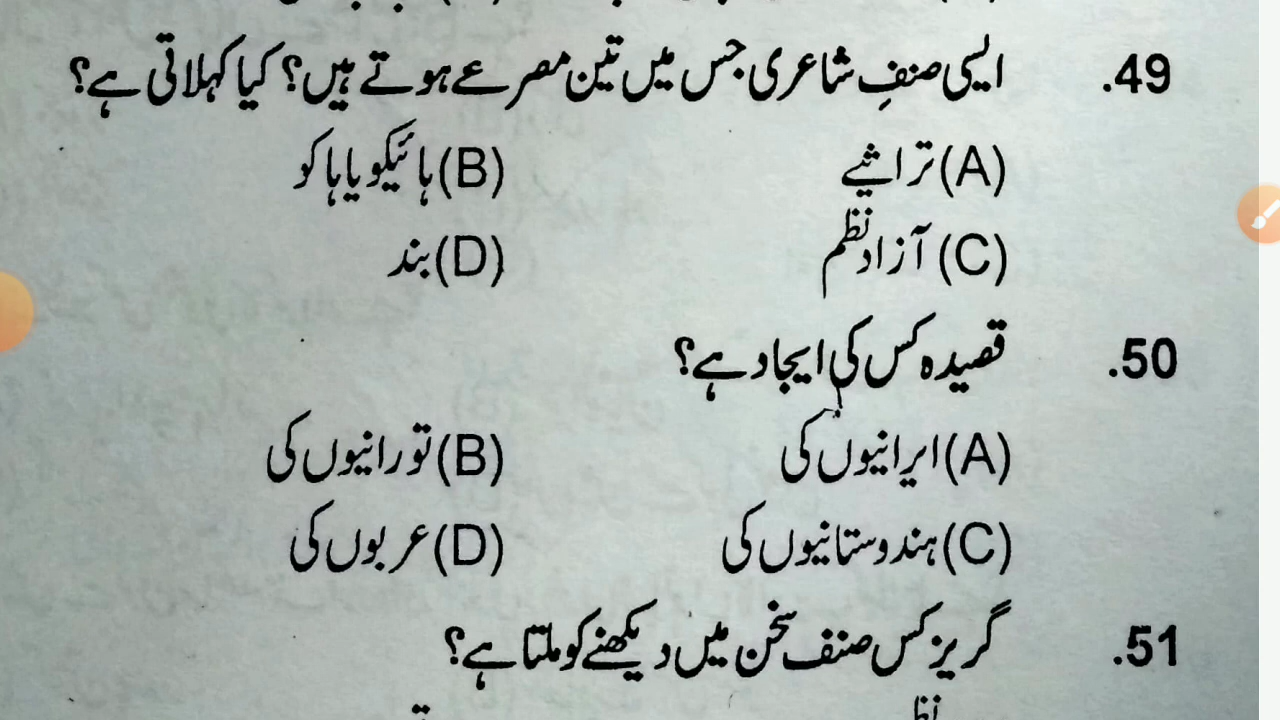 49. ایسی صنفِ شاعری جس میں تین مصرعے ہوتے ہیں؟ کیا کہلاتی ہے؟
(A) تراشیے (B) ہائیکو یا ہاکو
(C) آزاد نظم (D) بند
50. قصیدہ کس کی ایجاد ہے؟
(A) ایرانیوں کی (B) تورانیوں کی
(C) ہندوستانیوں کی (D) عربوں کی
51. گریز کس صنف سخن میں دیکھنے کو ملتا ہے؟